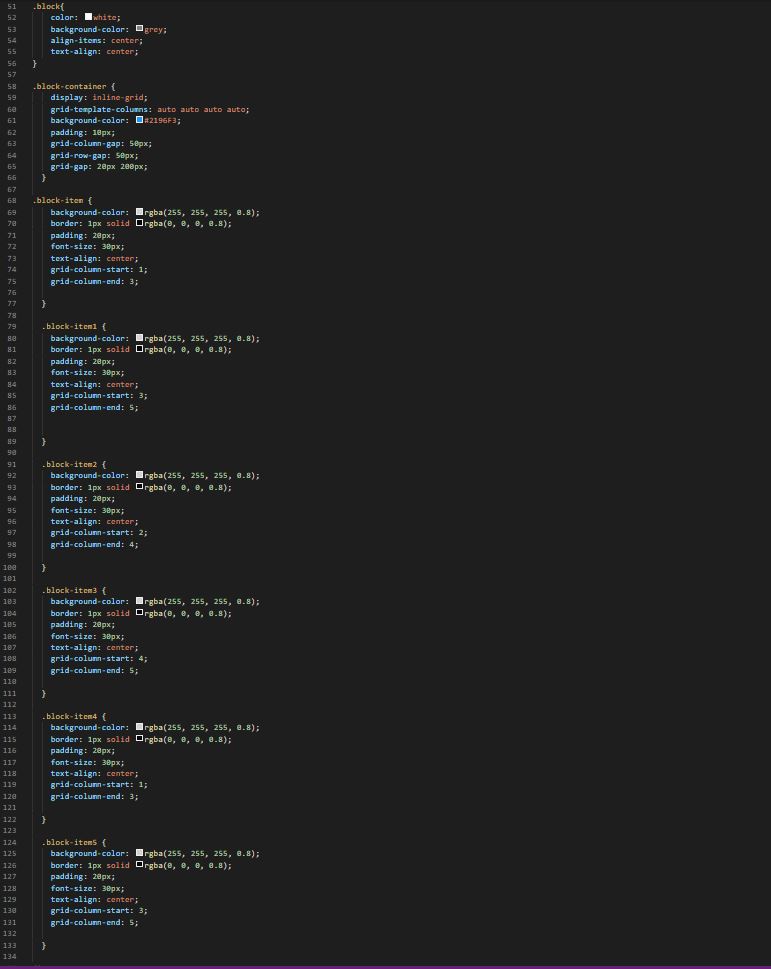 51 .block{
52 color: white;
53 background-color: grey;
54 align-items: center;
55 text-align: center;
56 }
57
58 .block-container {
59 display: inline-grid;
60 grid-template-columns: auto auto auto auto;
61 background-color: #2196F3;
62 padding: 10px;
63 grid-column-gap: 50px;
64 grid-row-gap: 50px;
65 grid-gap: 20px 200px;
66 }
67
68 .block-item {
69 background-color: rgba(255, 255, 255, 0.8);
70 border: 1px solid rgba(0, 0, 0, 0.8);
71 padding: 20px;
72 font-size: 30px;
73 text-align: center;
74 grid-column-start: 1;
75 grid-column-end: 3;
76
77 }
78
79 .block-item1 {
80 background-color: rgba(255, 255, 255, 0.8);
81 border: 1px solid rgba(0, 0, 0, 0.8);
82 padding: 20px;
83 font-size: 30px;
84 text-align: center;
85 grid-column-start: 3;
86 grid-column-end: 5;
87
88
89 }
90
91 .block-item2 {
92 background-color: rgba(255, 255, 255, 0.8);
93 border: 1px solid rgba(0, 0, 0, 0.8);
94 padding: 20px;
95 font-size: 30px;
96 text-align: center;
97 grid-column-start: 2;
98 grid-column-end: 4;
99
100 }
101
102 .block-item3 {
103 background-color: rgba(255, 255, 255, 0.8);
104 border: 1px solid rgba(0, 0, 0, 0.8);
105 padding: 20px;
106 font-size: 30px;
107 text-align: center;
108 grid-column-start: 4;
109 grid-column-end: 5;
110
111 }
112
113 .block-item4 {
114 background-color: rgba(255, 255, 255, 0.8);
115 border: 1px solid rgba(0, 0, 0, 0.8);
116 padding: 20px;
117 font-size: 30px;
118 text-align: center;
119 grid-column-start: 1;
120 grid-column-end: 3;
121
122 }
123
124 .block-item5 {
125 background-color: rgba(255, 255, 255, 0.8);
126 border: 1px solid rgba(0, 0, 0, 0.8);
127 padding: 20px;
128 font-size: 30px;
129 text-align: center;
130 grid-column-start: 3;
131 grid-column-end: 5;
132
133 }
134